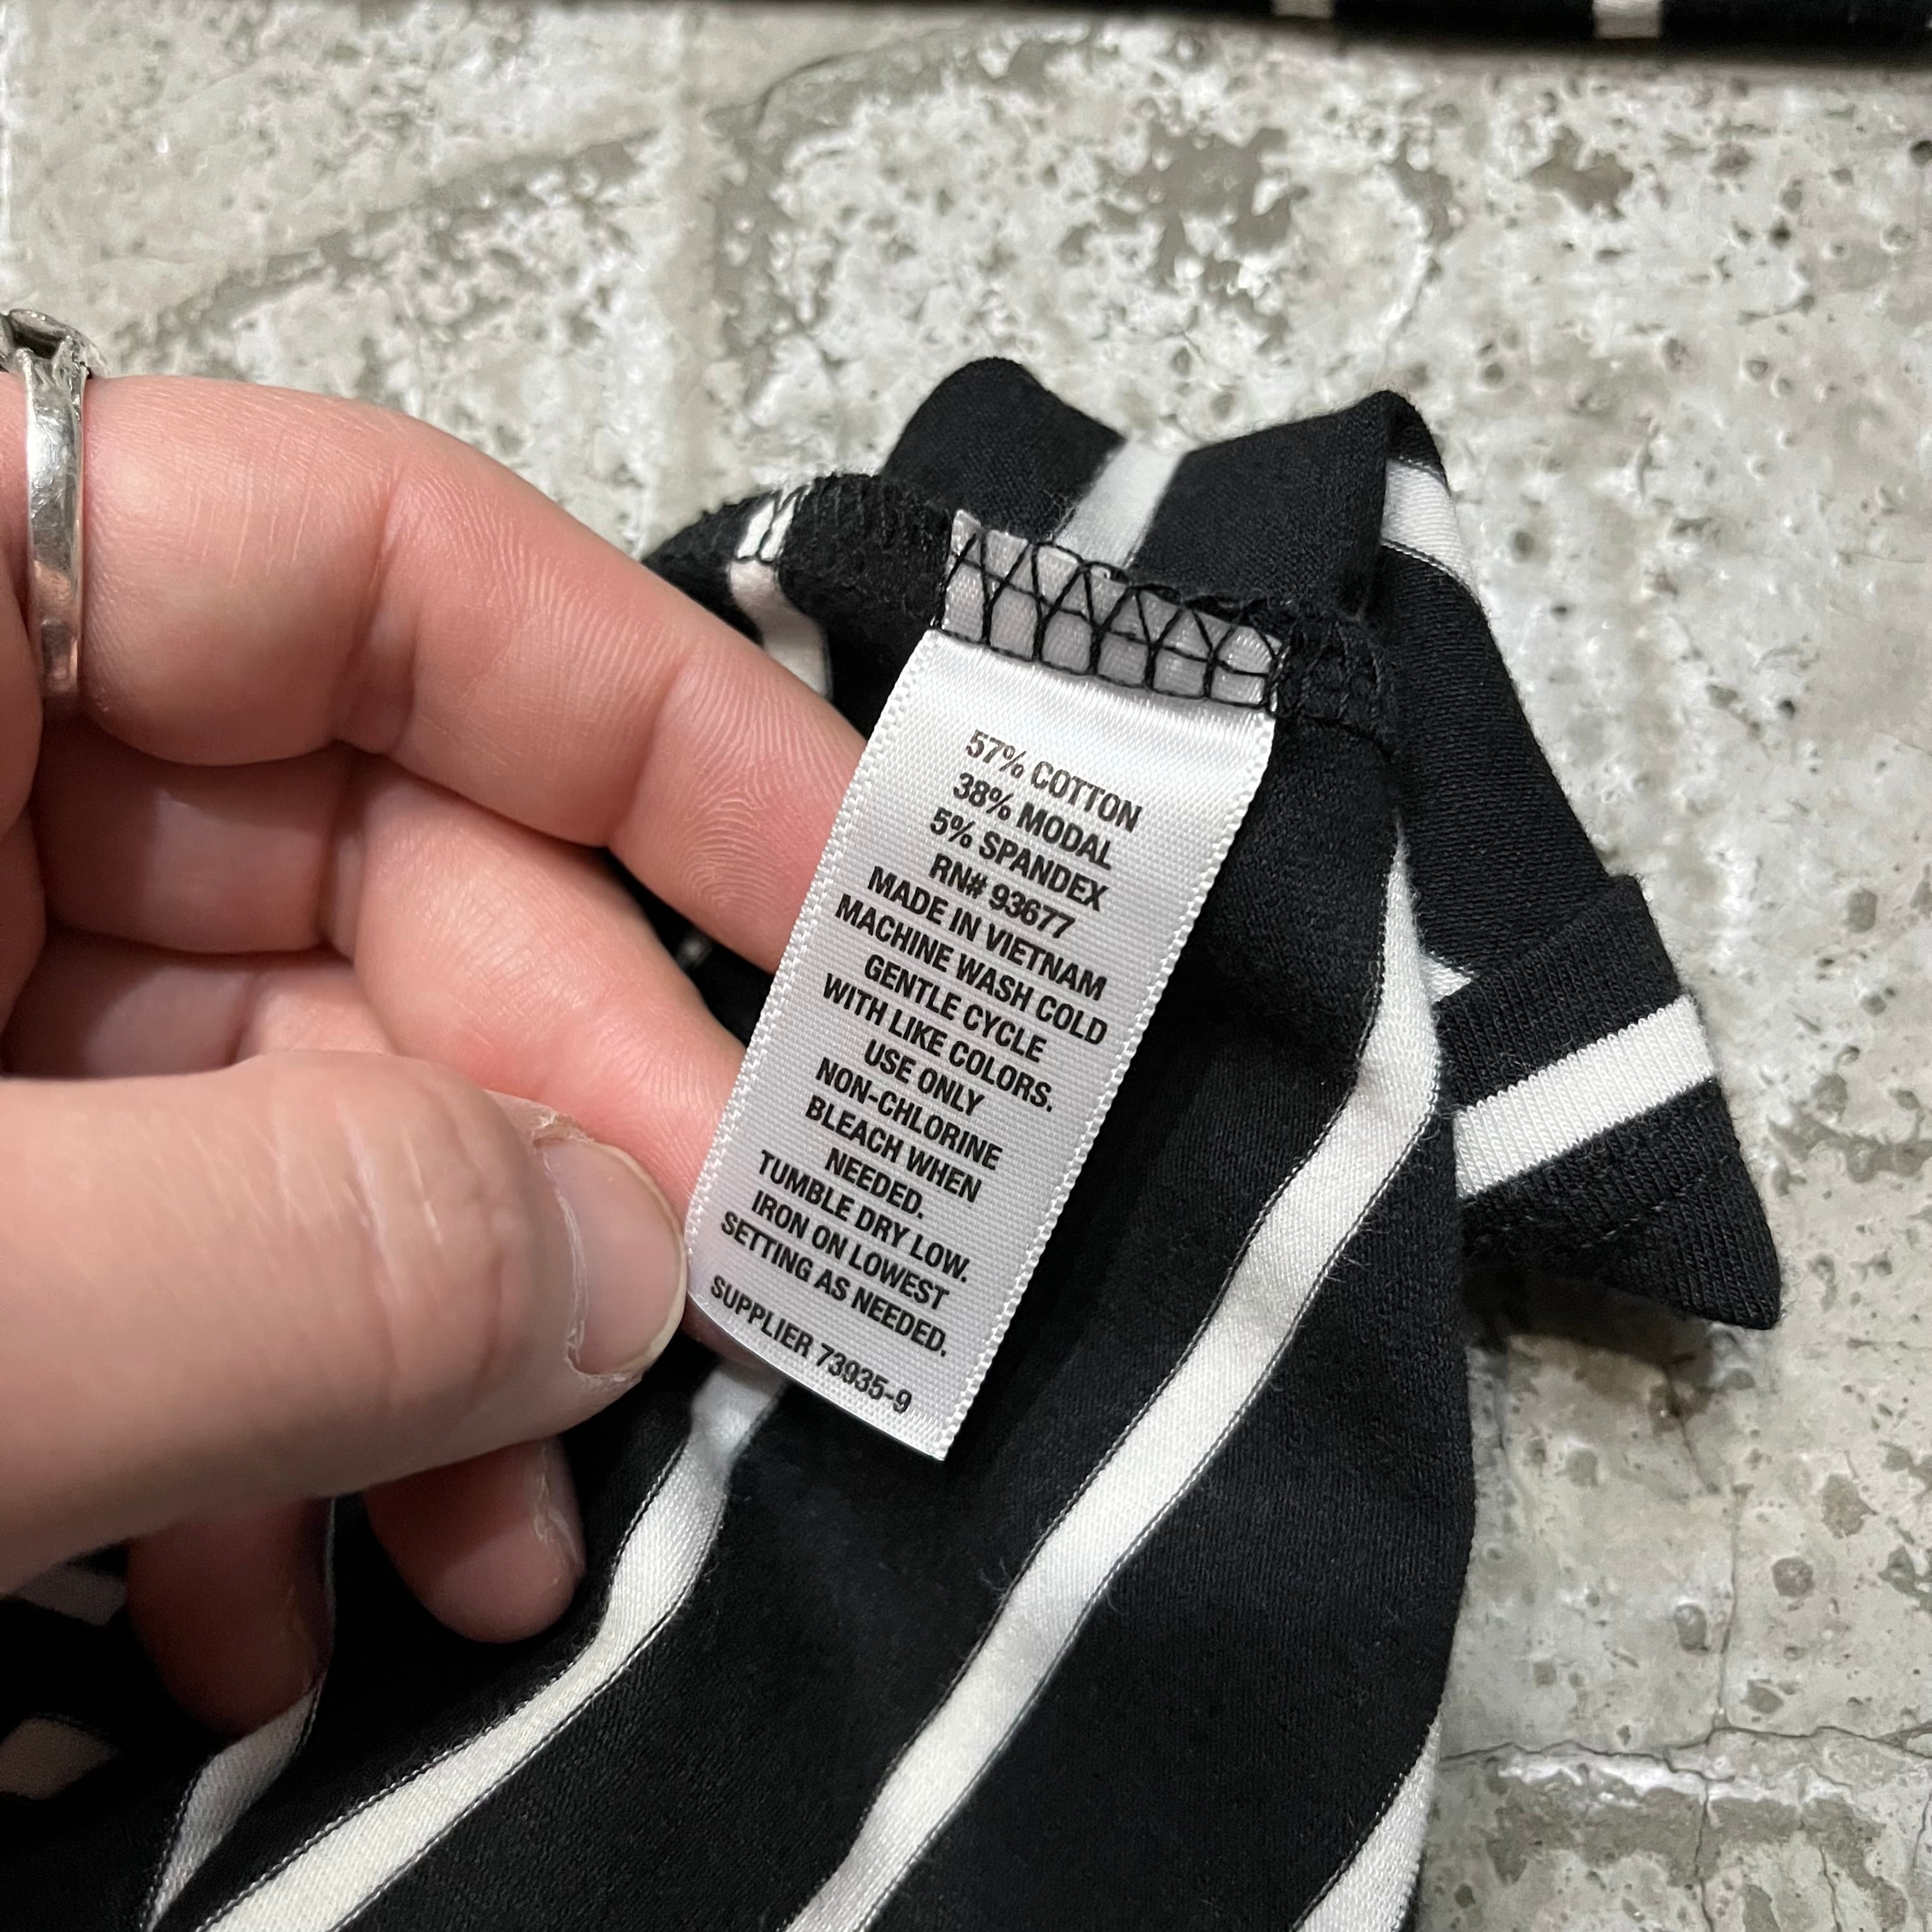 57% COTTON
38% MODAL
5% SPANDEX
RN# 93677
MADE IN VIETNAM
MACHINE WASH COLD
GENTLE CYCLE
WITH LIKE COLORS.
USE ONLY
NON-CHLORINE
BLEACH WHEN
NEEDED.
TUMBLE DRY LOW.
IRON ON LOWEST
SETTING AS NEEDED.
SUPPLIER 73935-9